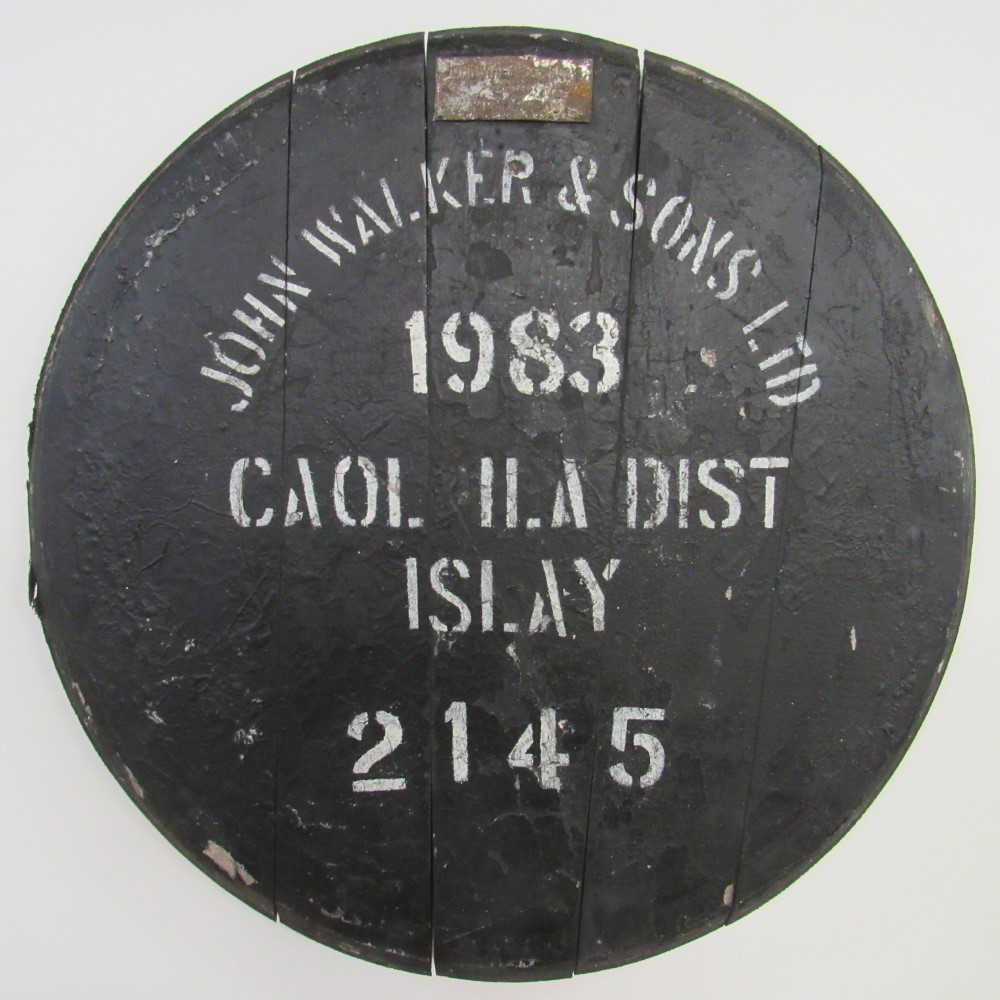 JOHN WALKER & SONS LTD
1983
CAOL ILA DIST
ISLAY
2145